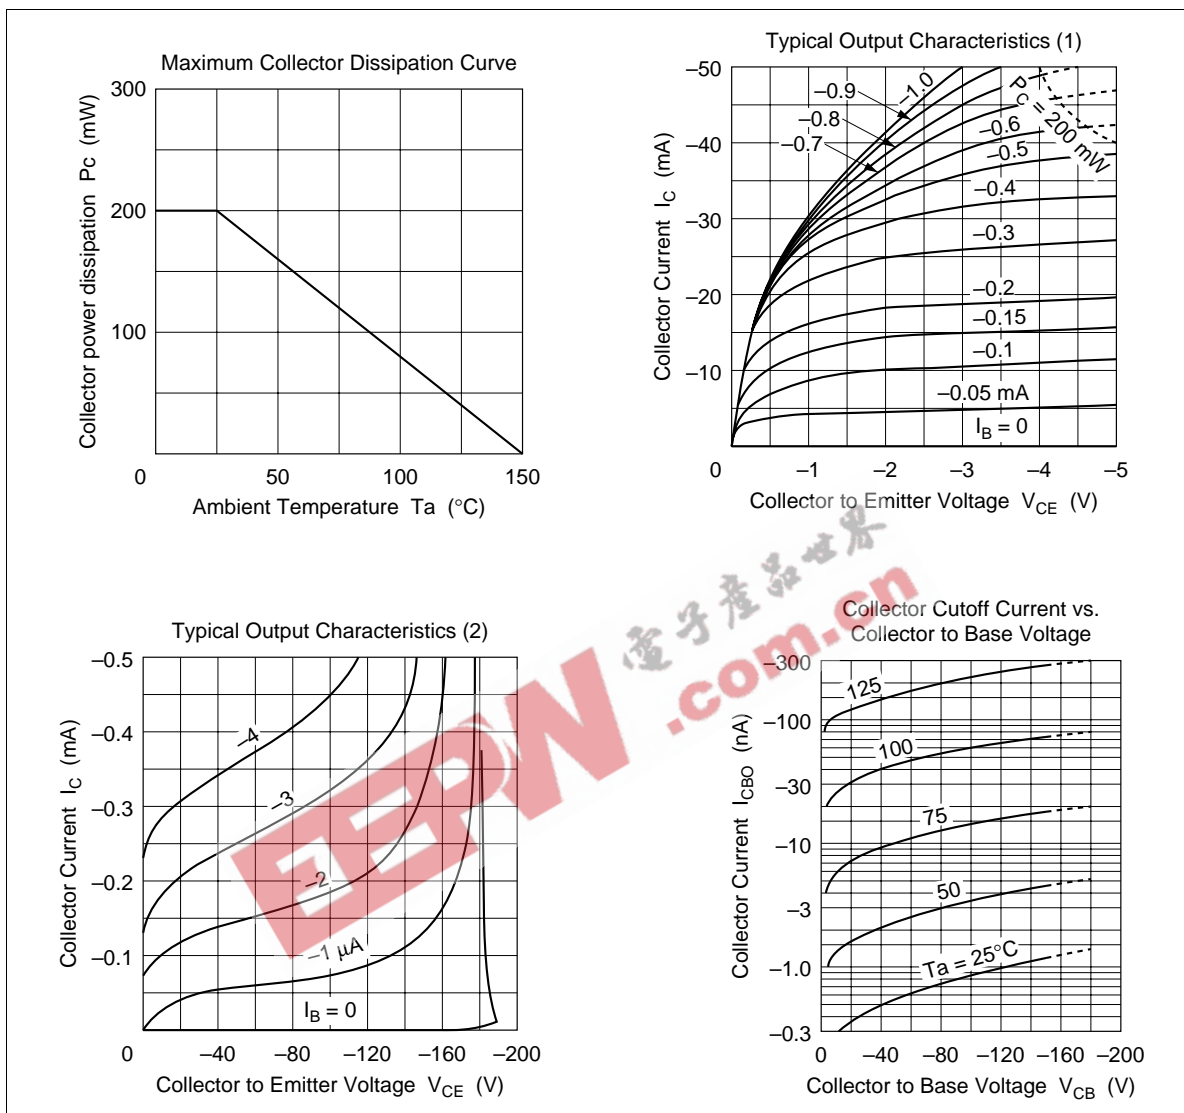 Maximum Collector Dissipation Curve
Collector power dissipation Pc (mW)
300
200
100
0
50
100
150
Ambient Temperature Ta (°C)
Typical Output Characteristics (1)
Collector Current I_C (mA)
–50
–40
–30
–20
–10
0
–1
–2
–3
–4
–5
Collector to Emitter Voltage V_CE (V)
–1.0
–0.9
–0.8
–0.7
P_C = 200 mW
–0.6
–0.5
–0.4
–0.3
–0.2
–0.15
–0.1
–0.05 mA
I_B = 0
Typical Output Characteristics (2)
Collector Current I_C (mA)
–0.5
–0.4
–0.3
–0.2
–0.1
0
–40
–80
–120
–160
–200
Collector to Emitter Voltage V_CE (V)
–4
–3
–2
–1 μA
I_B = 0
Collector Cutoff Current vs.
Collector to Base Voltage
Collector Current I_CBO (nA)
–300
–100
–30
–10
–3
–1.0
–0.3
0
–40
–80
–120
–160
–200
Collector to Base Voltage V_CB (V)
125
100
75
50
Ta = 25°C
EEPW
.com.cn
電子産品世界